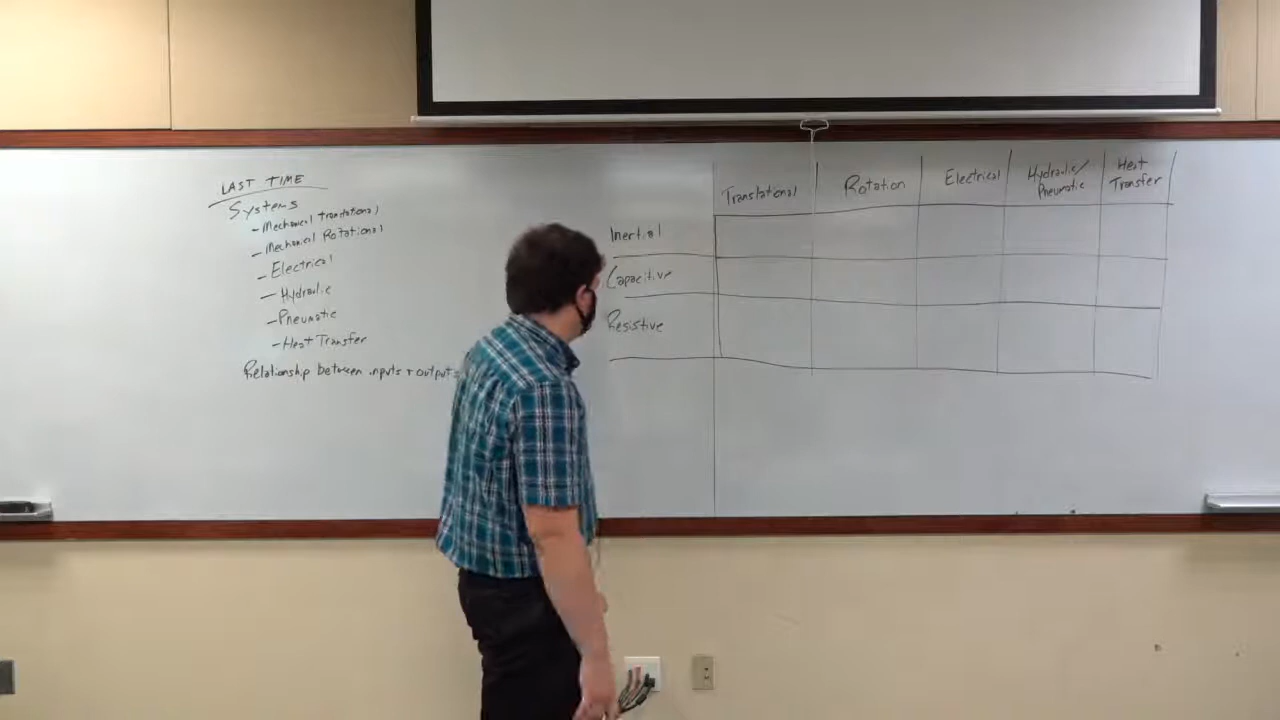 LAST TIME
Systems
- Mechanical translational
- Mechanical Rotational
- Electrical
- Hydraulic
- Pneumatic
- Heat Transfer
Relationship between inputs + outputs
Translational
Rotation
Electrical
Hydraulic/
Pneumatic
Heat
Transfer
Inertial
Capacitive
Resistive